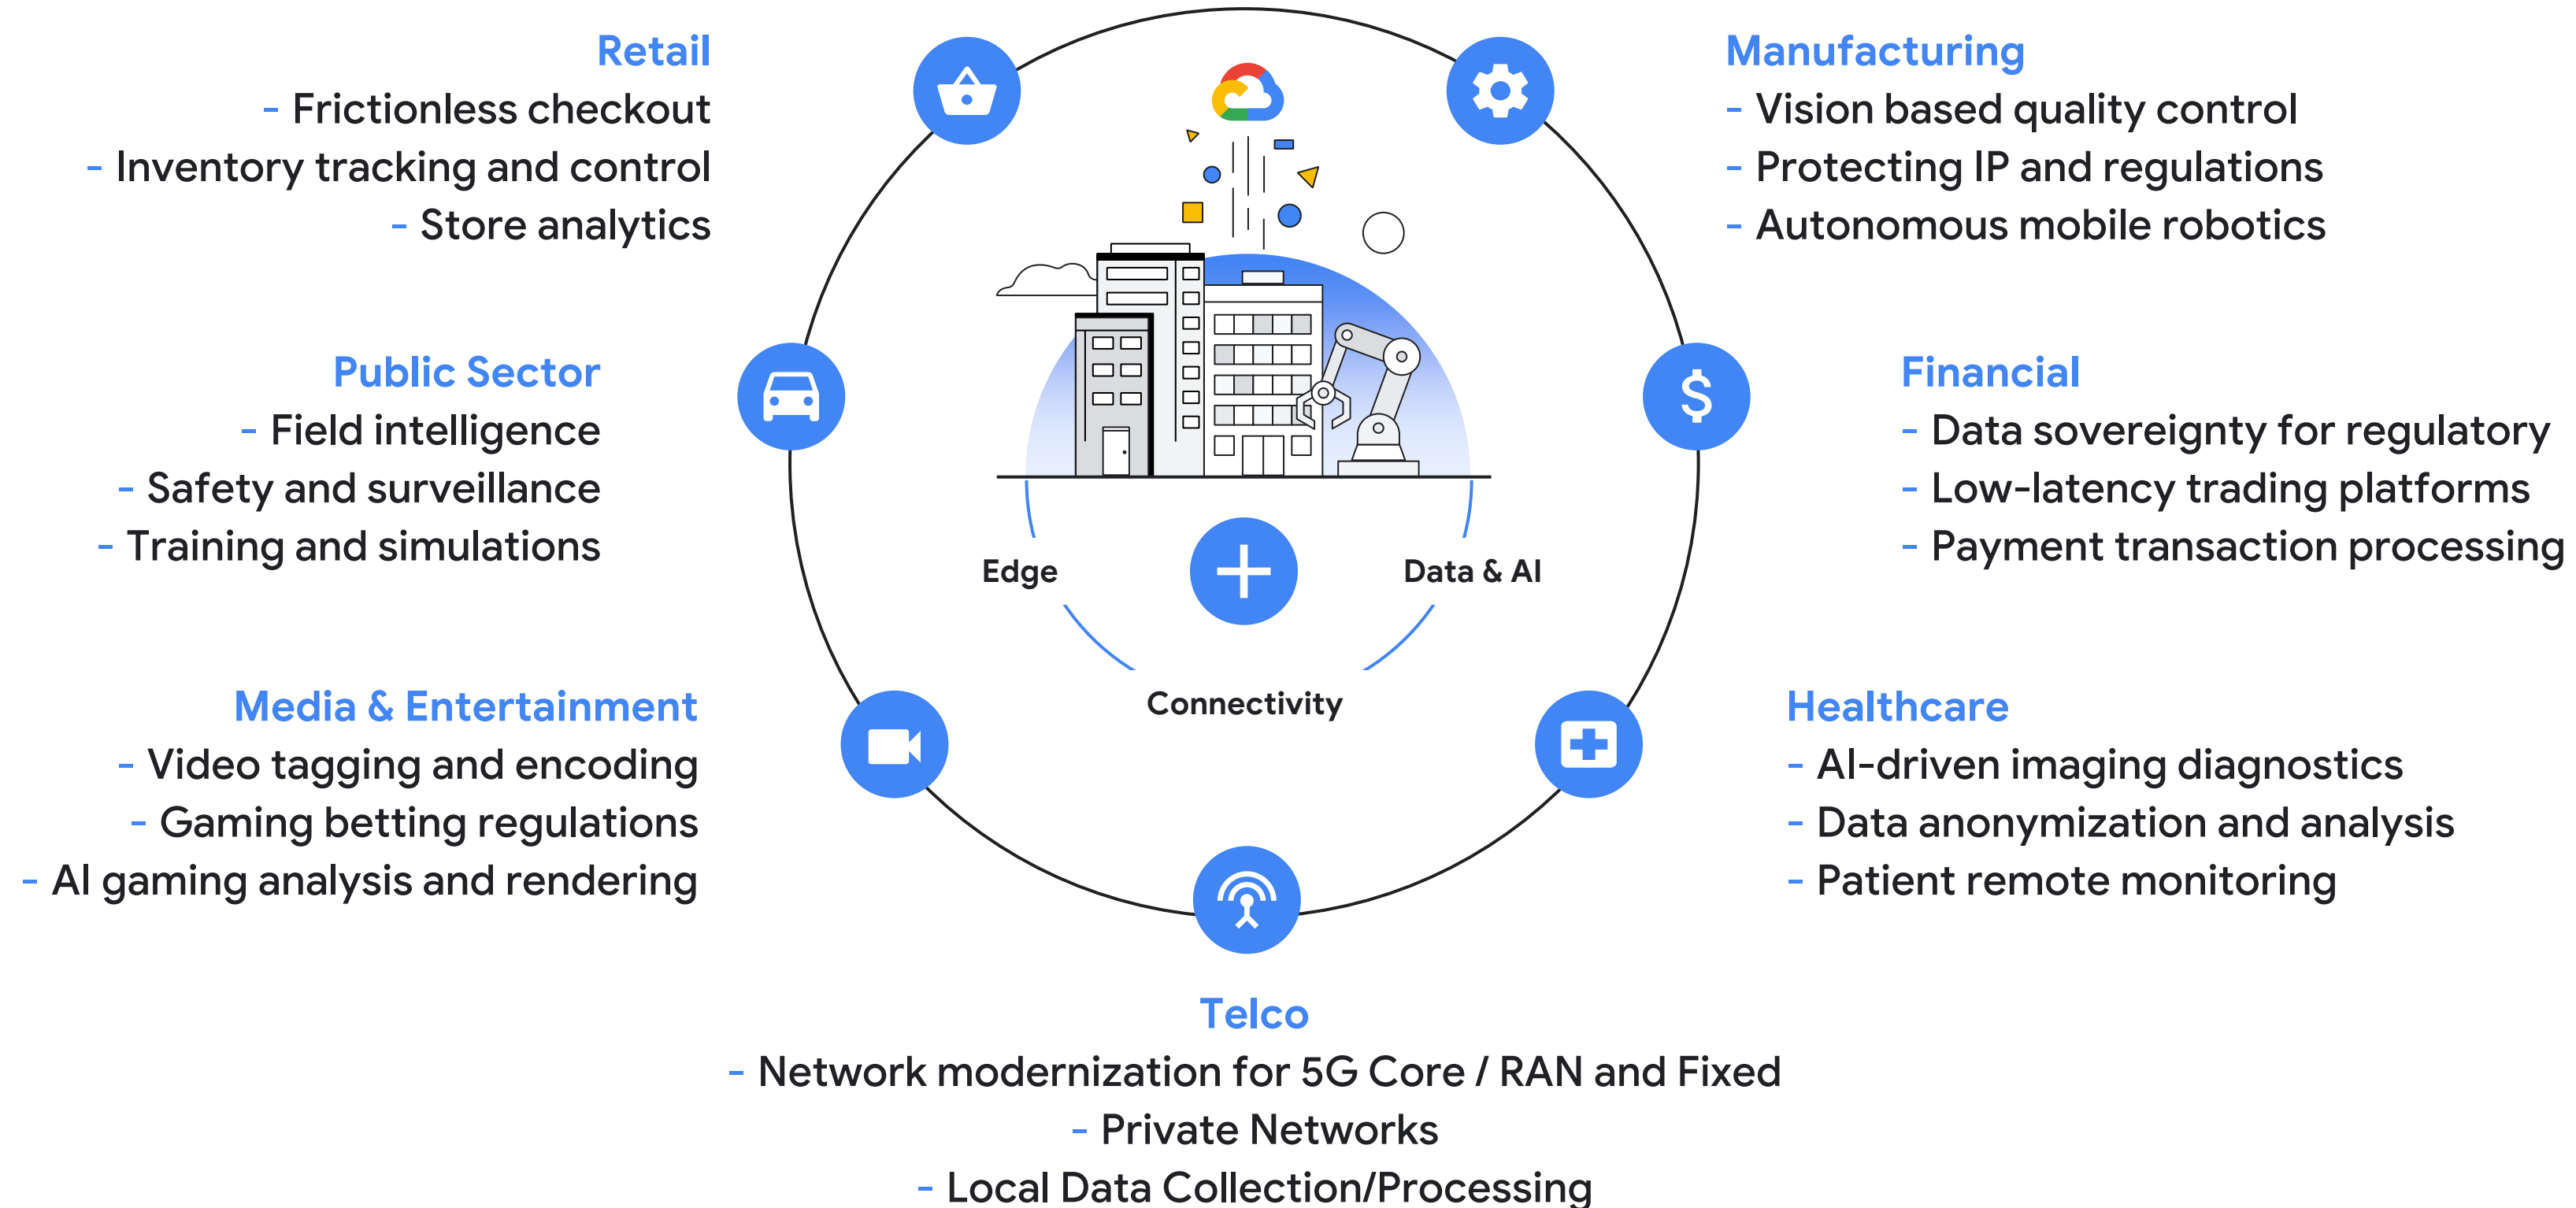 Retail
- Frictionless checkout
- Inventory tracking and control
- Store analytics
Manufacturing
- Vision based quality control
- Protecting IP and regulations
- Autonomous mobile robotics
Public Sector
- Field intelligence
- Safety and surveillance
- Training and simulations
Financial
- Data sovereignty for regulatory
- Low-latency trading platforms
- Payment transaction processing
Edge
Data & AI
Connectivity
Media & Entertainment
- Video tagging and encoding
- Gaming betting regulations
- AI gaming analysis and rendering
Healthcare
- AI-driven imaging diagnostics
- Data anonymization and analysis
- Patient remote monitoring
Telco
- Network modernization for 5G Core / RAN and Fixed
- Private Networks
- Local Data Collection/Processing